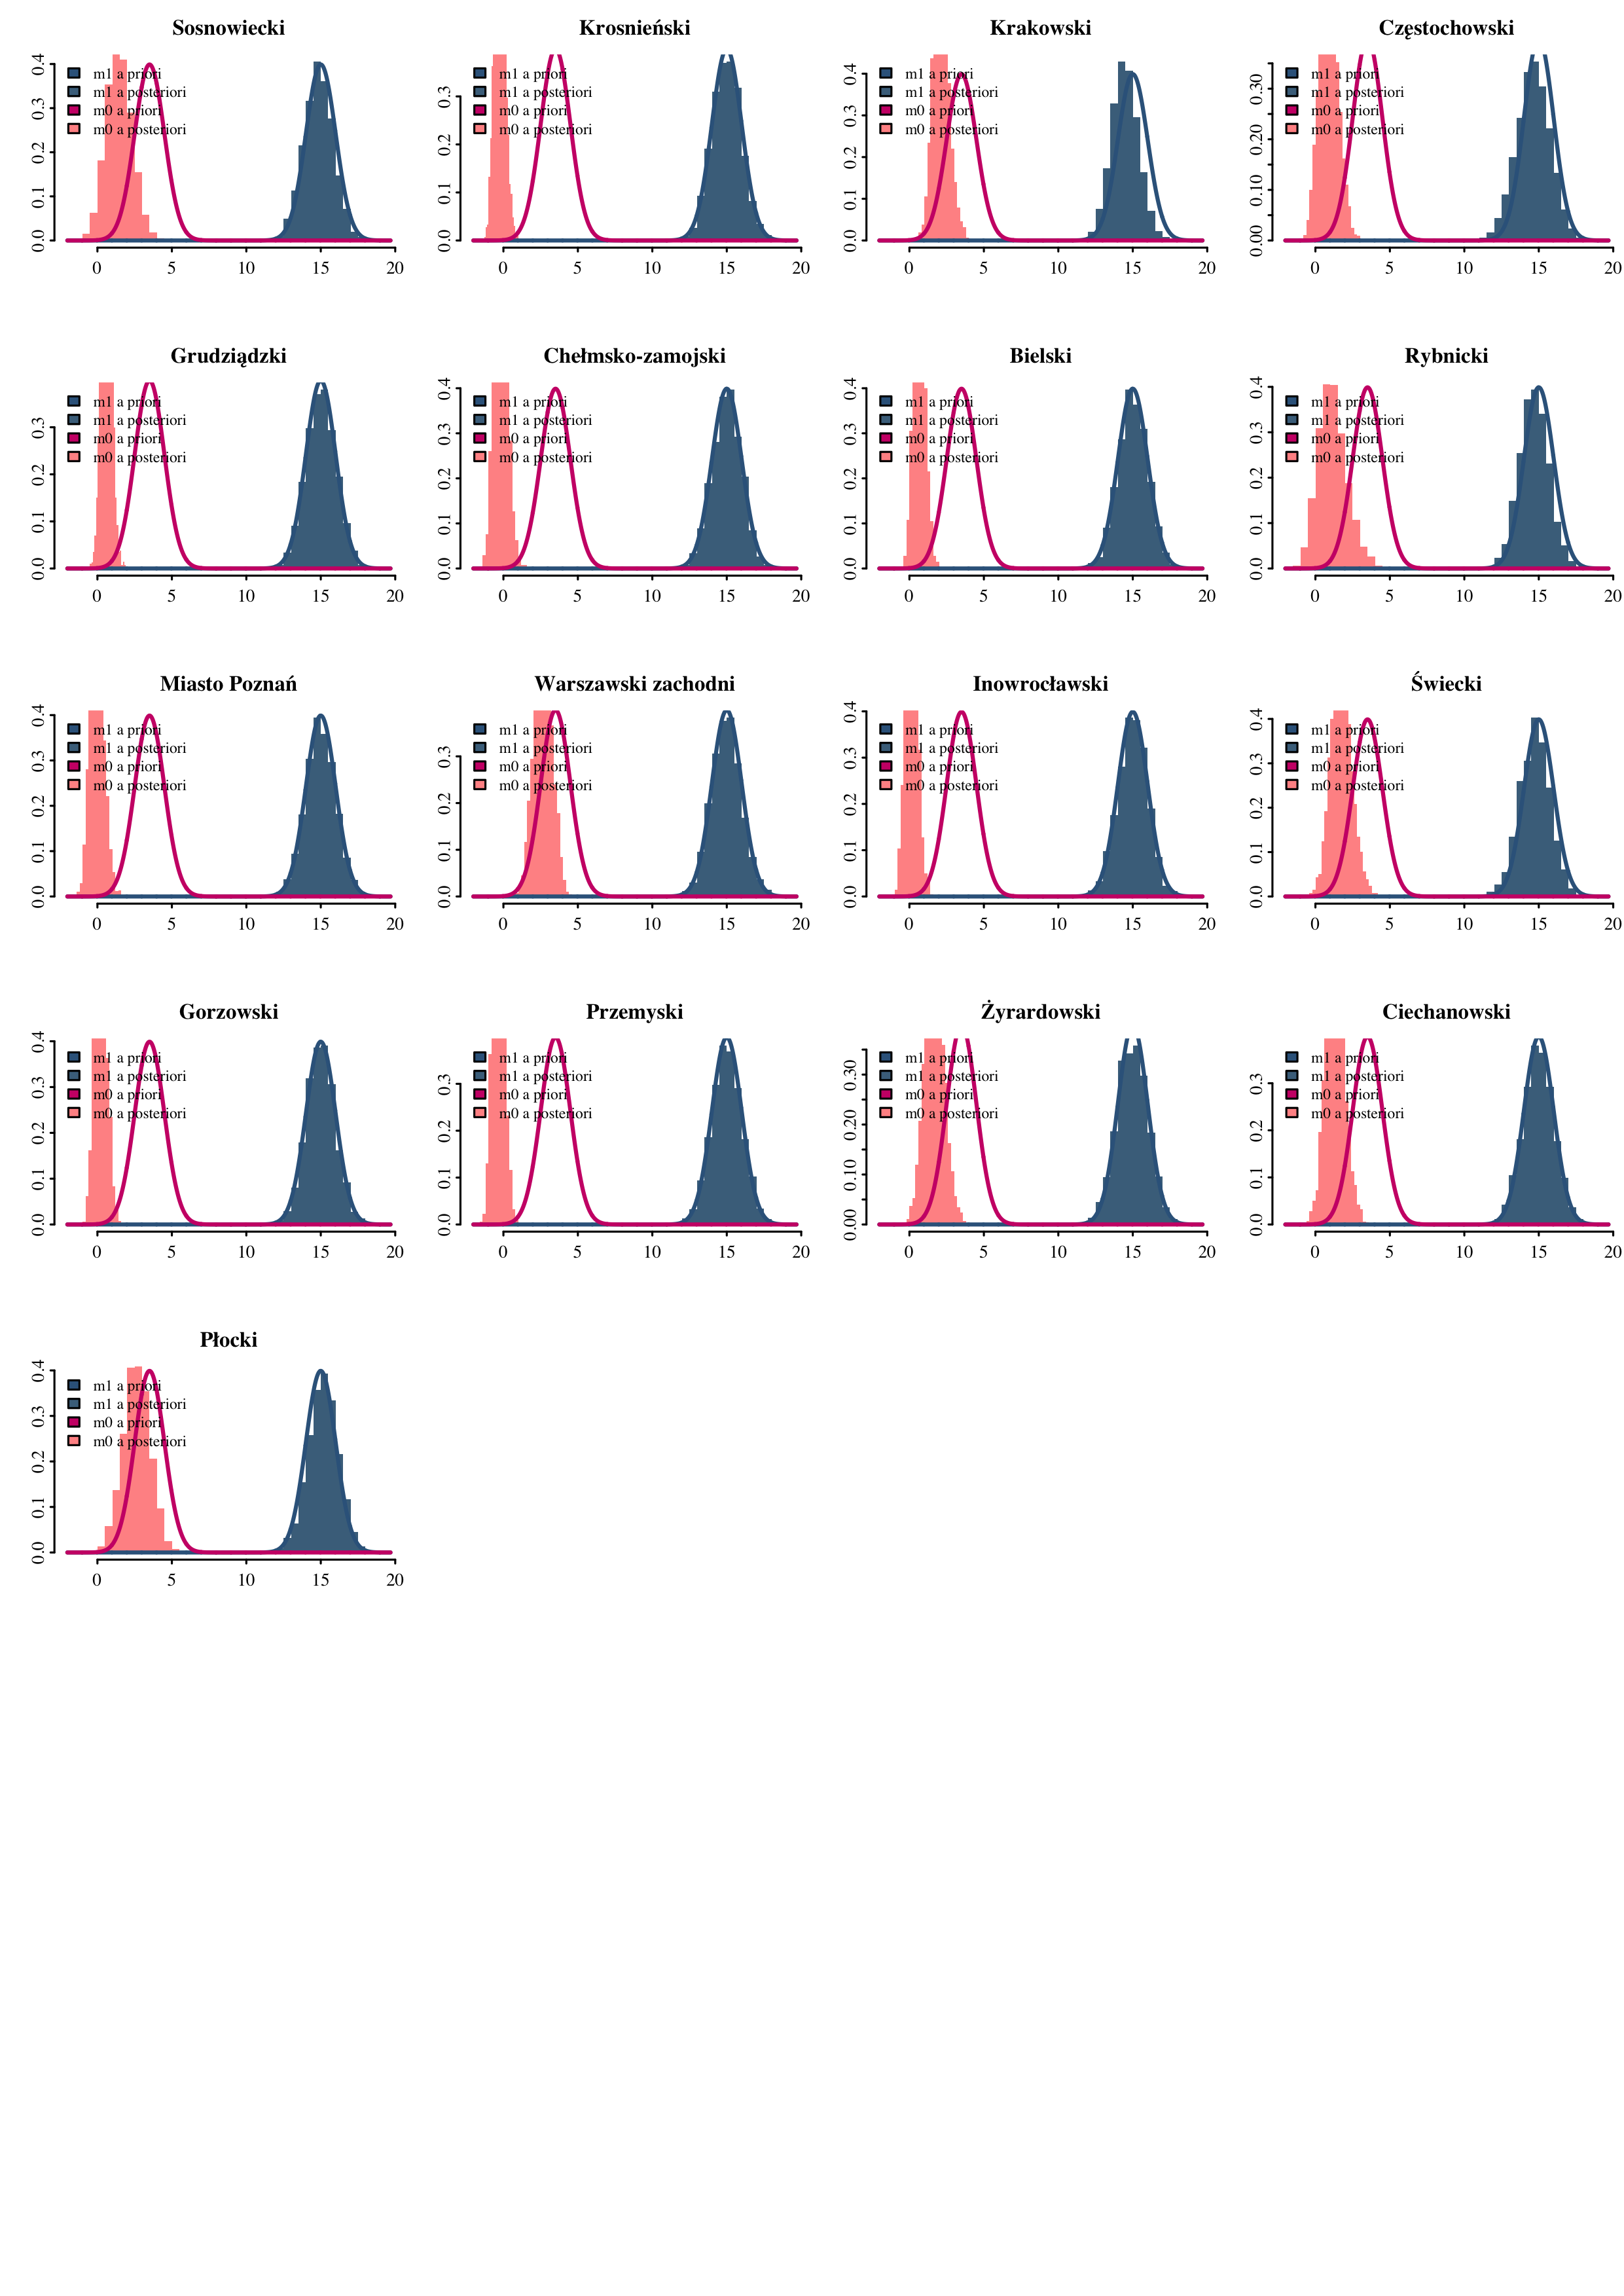 Sosnowiecki
m1 a priori
m1 a posteriori
m0 a priori
m0 a posteriori
0.0 0.1 0.2 0.3 0.4
0 5 10 15 20
Krosnieński
m1 a priori
m1 a posteriori
m0 a priori
m0 a posteriori
0.0 0.1 0.2 0.3
0 5 10 15 20
Krakowski
m1 a priori
m1 a posteriori
m0 a priori
m0 a posteriori
0.0 0.1 0.2 0.3 0.4
0 5 10 15 20
Częstochowski
m1 a priori
m1 a posteriori
m0 a priori
m0 a posteriori
0.00 0.10 0.20 0.30
0 5 10 15 20
Grudziądzki
m1 a priori
m1 a posteriori
m0 a priori
m0 a posteriori
0.0 0.1 0.2 0.3
0 5 10 15 20
Chełmsko-zamojski
m1 a priori
m1 a posteriori
m0 a priori
m0 a posteriori
0.0 0.1 0.2 0.3 0.4
0 5 10 15 20
Bielski
m1 a priori
m1 a posteriori
m0 a priori
m0 a posteriori
0.0 0.1 0.2 0.3 0.4
0 5 10 15 20
Rybnicki
m1 a priori
m1 a posteriori
m0 a priori
m0 a posteriori
0.0 0.1 0.2 0.3 0.4
0 5 10 15 20
Miasto Poznań
m1 a priori
m1 a posteriori
m0 a priori
m0 a posteriori
0.0 0.1 0.2 0.3 0.4
0 5 10 15 20
Warszawski zachodni
m1 a priori
m1 a posteriori
m0 a priori
m0 a posteriori
0.0 0.1 0.2 0.3
0 5 10 15 20
Inowrocławski
m1 a priori
m1 a posteriori
m0 a priori
m0 a posteriori
0.0 0.1 0.2 0.3 0.4
0 5 10 15 20
Świecki
m1 a priori
m1 a posteriori
m0 a priori
m0 a posteriori
0.0 0.1 0.2 0.3 0.4
0 5 10 15 20
Gorzowski
m1 a priori
m1 a posteriori
m0 a priori
m0 a posteriori
0.0 0.1 0.2 0.3 0.4
0 5 10 15 20
Przemyski
m1 a priori
m1 a posteriori
m0 a priori
m0 a posteriori
0.0 0.1 0.2 0.3
0 5 10 15 20
Żyrardowski
m1 a priori
m1 a posteriori
m0 a priori
m0 a posteriori
0.00 0.10 0.20 0.30
0 5 10 15 20
Ciechanowski
m1 a priori
m1 a posteriori
m0 a priori
m0 a posteriori
0.0 0.1 0.2 0.3
0 5 10 15 20
Płocki
m1 a priori
m1 a posteriori
m0 a priori
m0 a posteriori
0.0 0.1 0.2 0.3 0.4
0 5 10 15 20